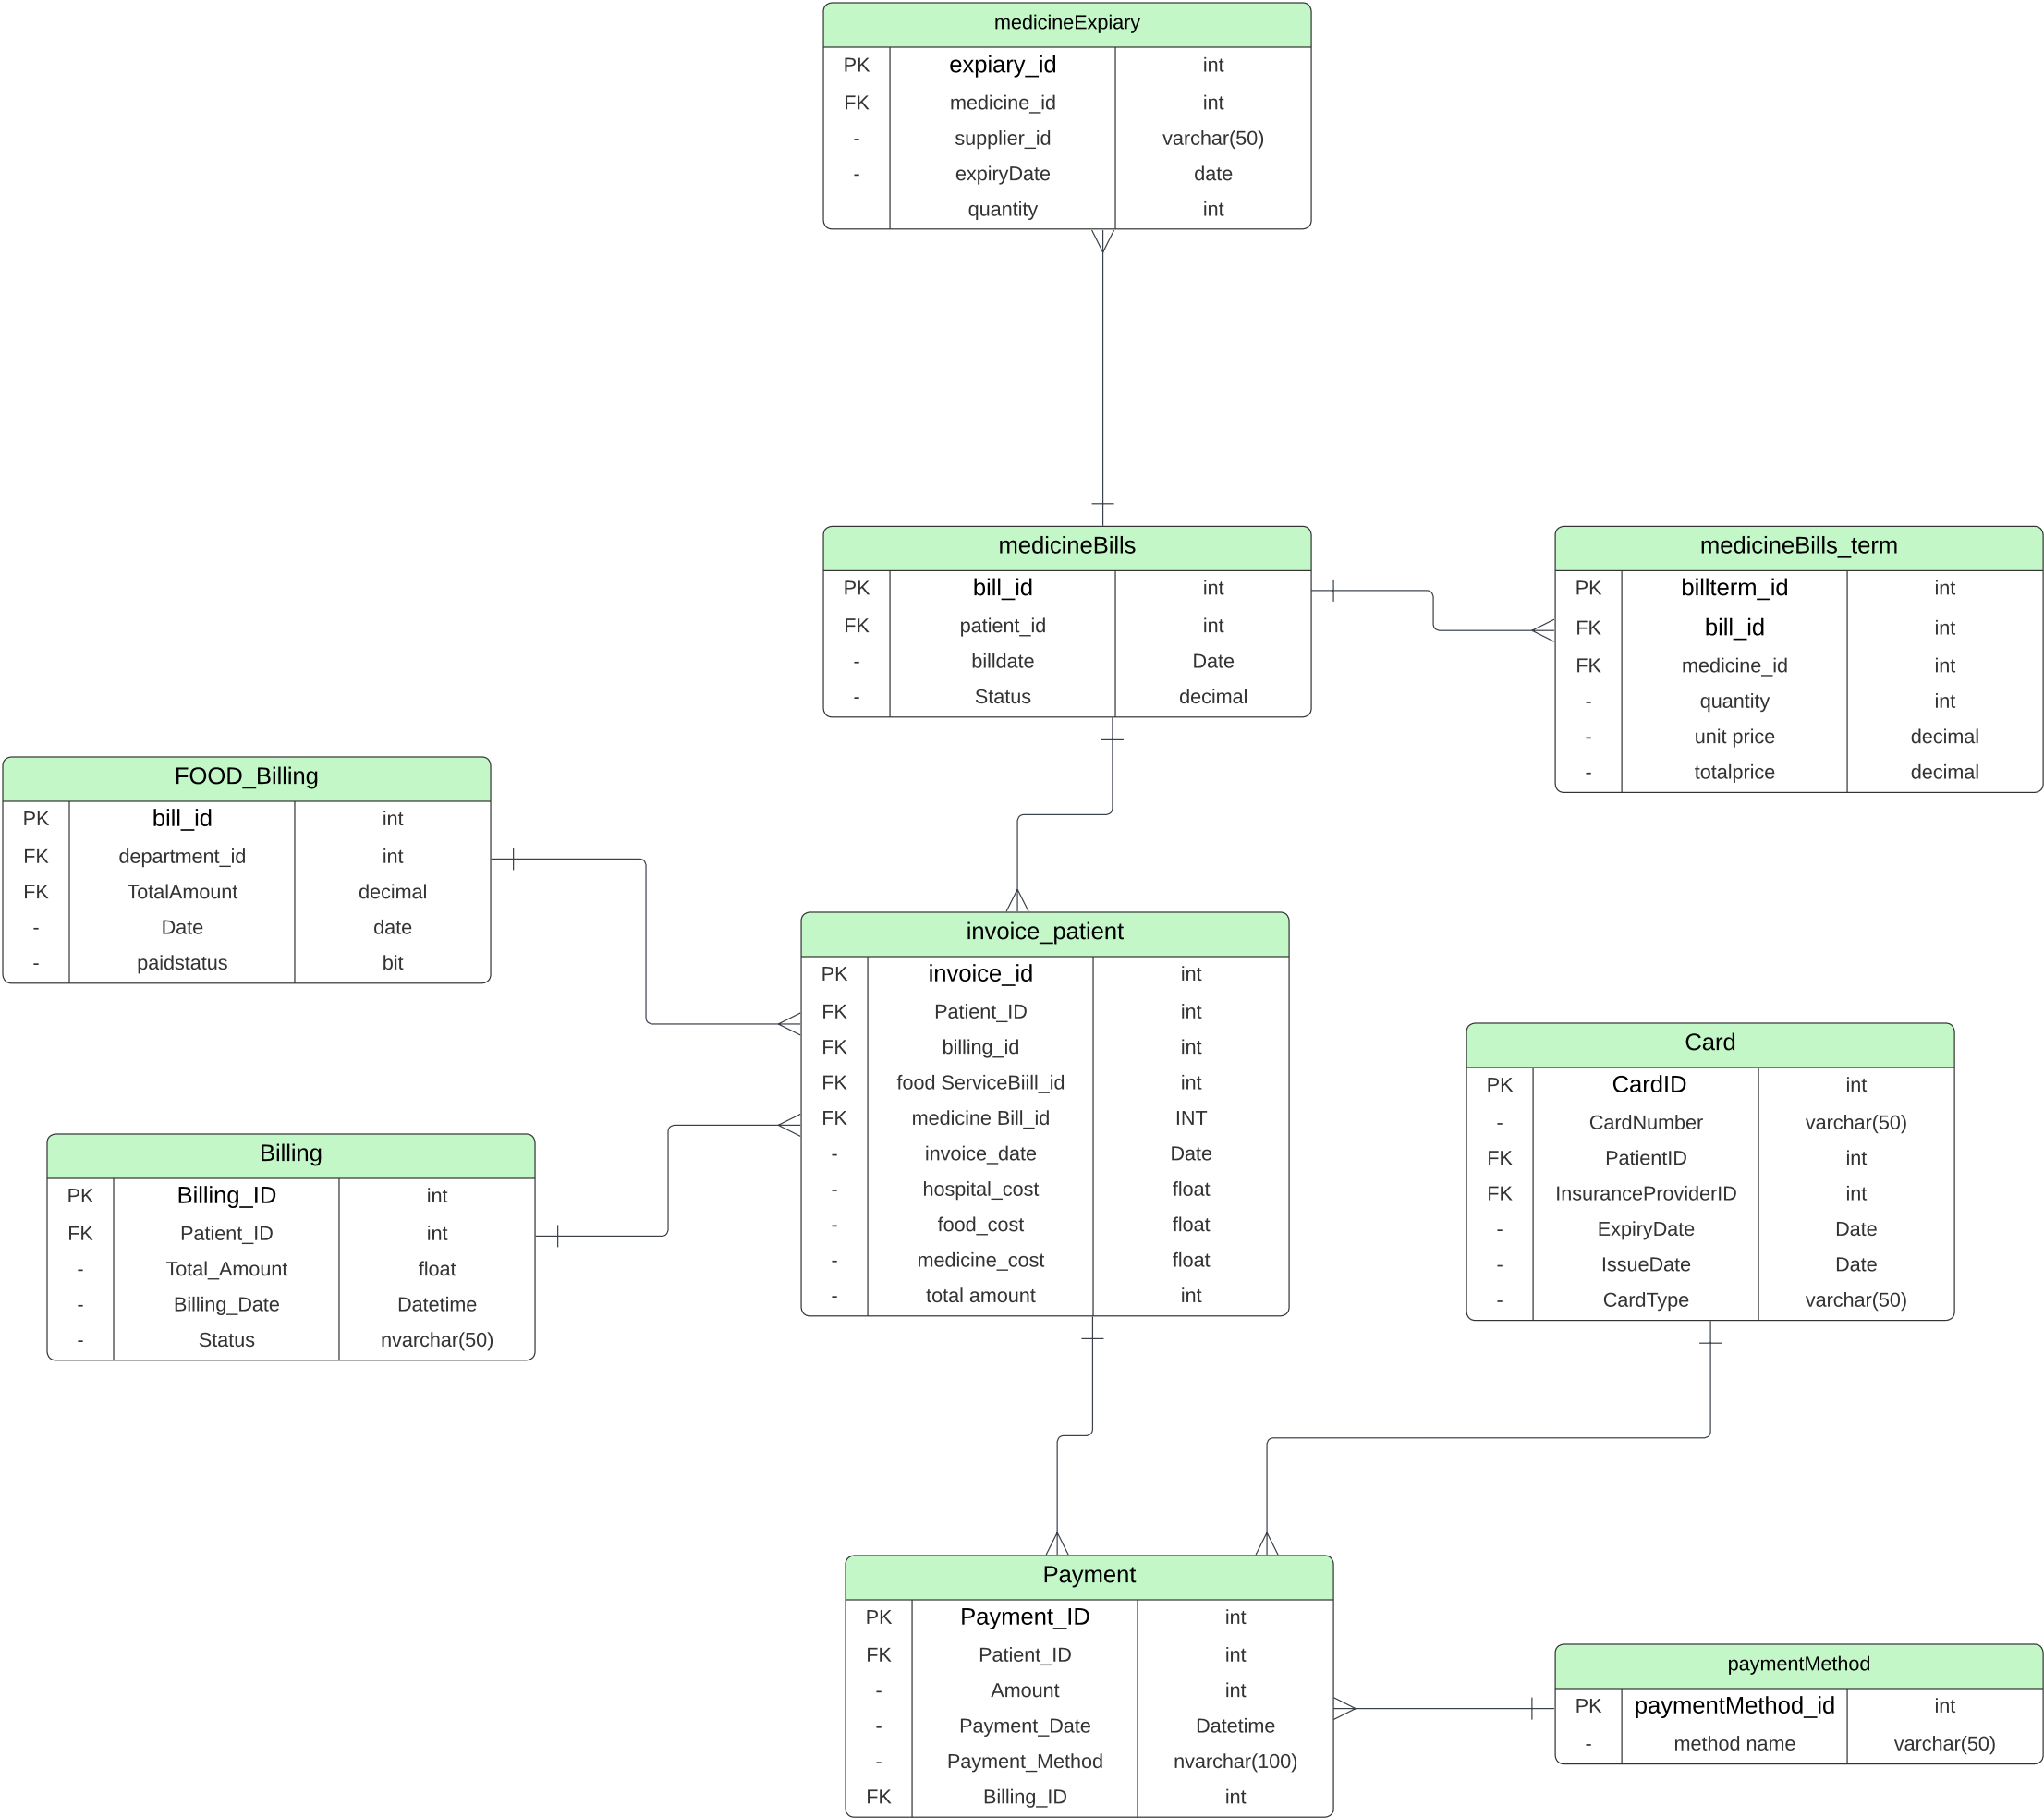 medicineExpiary
PK expiary_id int
FK medicine_id int
- supplier_id varchar(50)
- expiryDate date
quantity int
medicineBills
PK bill_id int
FK patient_id int
- billdate Date
- Status decimal
medicineBills_term
PK billterm_id int
FK bill_id int
FK medicine_id int
- quantity int
- unit price decimal
- totalprice decimal
FOOD_Billing
PK bill_id int
FK department_id int
FK TotalAmount decimal
- Date date
- paidstatus bit
invoice_patient
PK invoice_id int
FK Patient_ID int
FK billing_id int
FK food ServiceBiill_id int
FK medicine Bill_id INT
- invoice_date Date
- hospital_cost float
- food_cost float
- medicine_cost float
- total amount int
Card
PK CardID int
- CardNumber varchar(50)
FK PatientID int
FK InsuranceProviderID int
- ExpiryDate Date
- IssueDate Date
- CardType varchar(50)
Billing
PK Billing_ID int
FK Patient_ID int
- Total_Amount float
- Billing_Date Datetime
- Status nvarchar(50)
Payment
PK Payment_ID int
FK Patient_ID int
- Amount int
- Payment_Date Datetime
- Payment_Method nvarchar(100)
FK Billing_ID int
paymentMethod
PK paymentMethod_id int
- method name varchar(50)